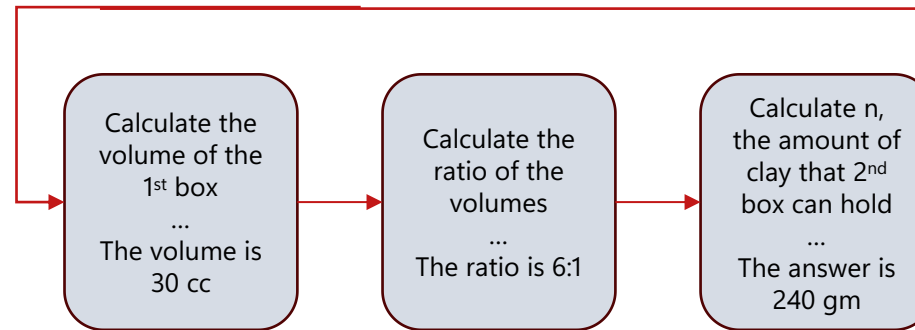 Calculate the
volume of the
1st box
...
The volume is
30 cc
Calculate the
ratio of the
volumes
...
The ratio is 6:1
Calculate n,
the amount of
clay that 2nd
box can hold
...
The answer is
240 gm